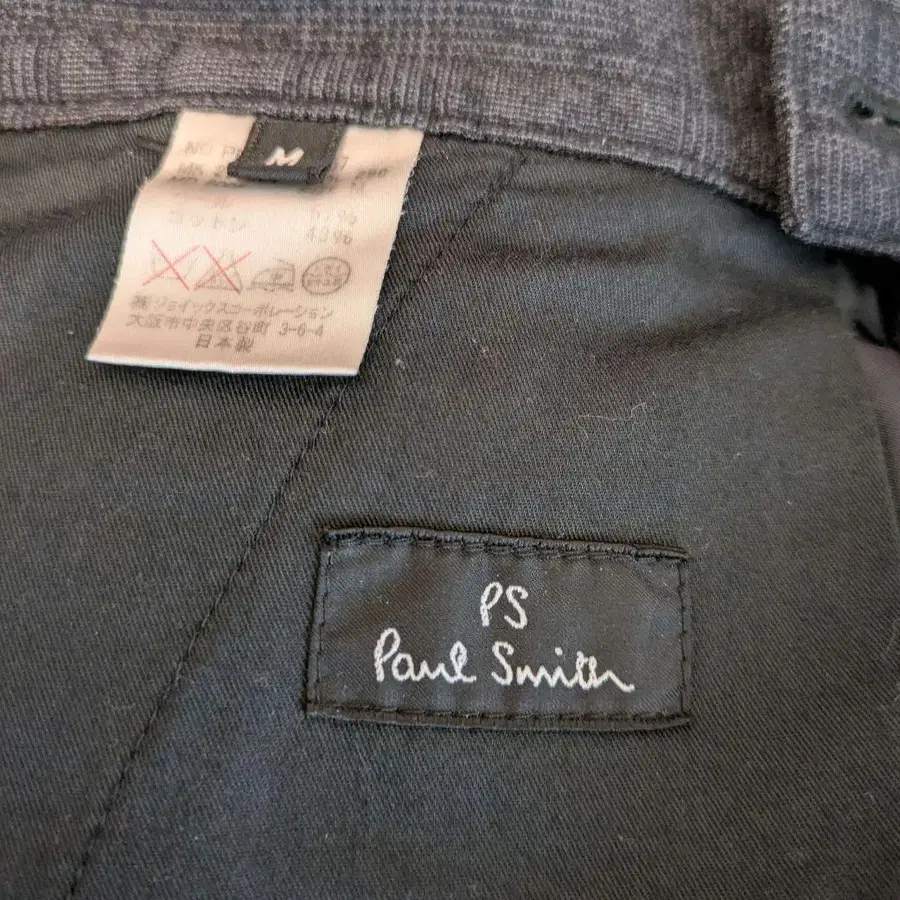 M
57%
コットン 43%
㈱ジョイックスコーポレーション
大阪市中央区谷町 3-6-4
日本製
PS
Paul Smith